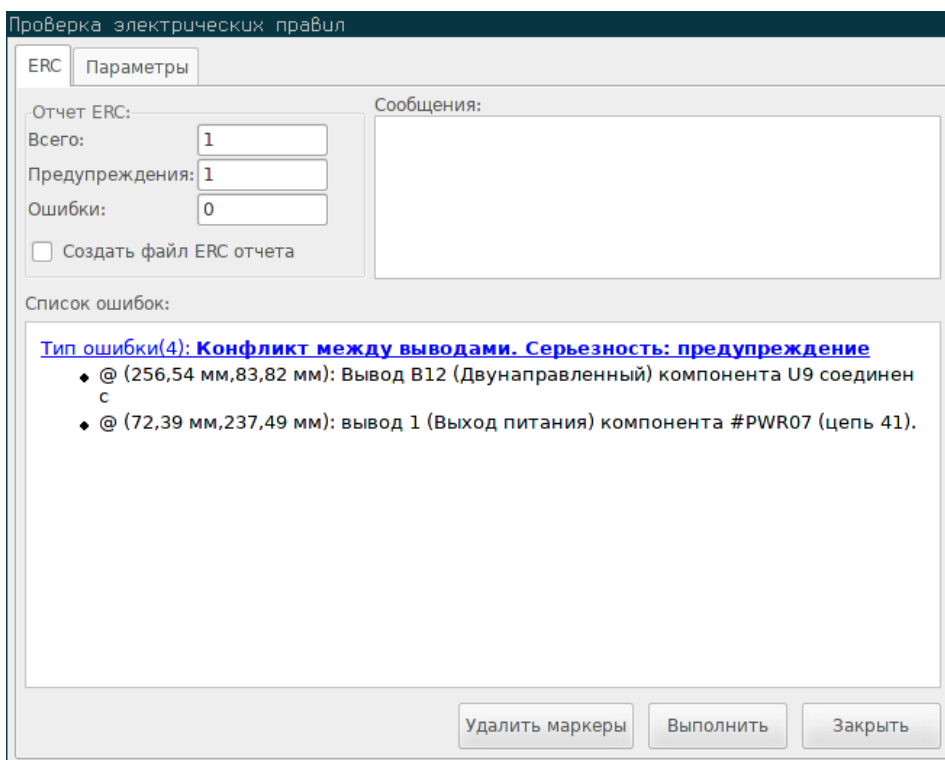 Проверка электрических правил
ERC
Параметры
Отчет ERC:
Всего:
1
Предупреждения:
1
Ошибки:
0
Создать файл ERC отчета
Сообщения:
Список ошибок:
Тип ошибки(4): Конфликт между выводами. Серьезность: предупреждение
@ (256,54 мм,83,82 мм): Вывод B12 (Двунаправленный) компонента U9 соединен
с
@ (72,39 мм,237,49 мм): вывод 1 (Выход питания) компонента #PWR07 (цепь 41).
Удалить маркеры
Выполнить
Закрыть